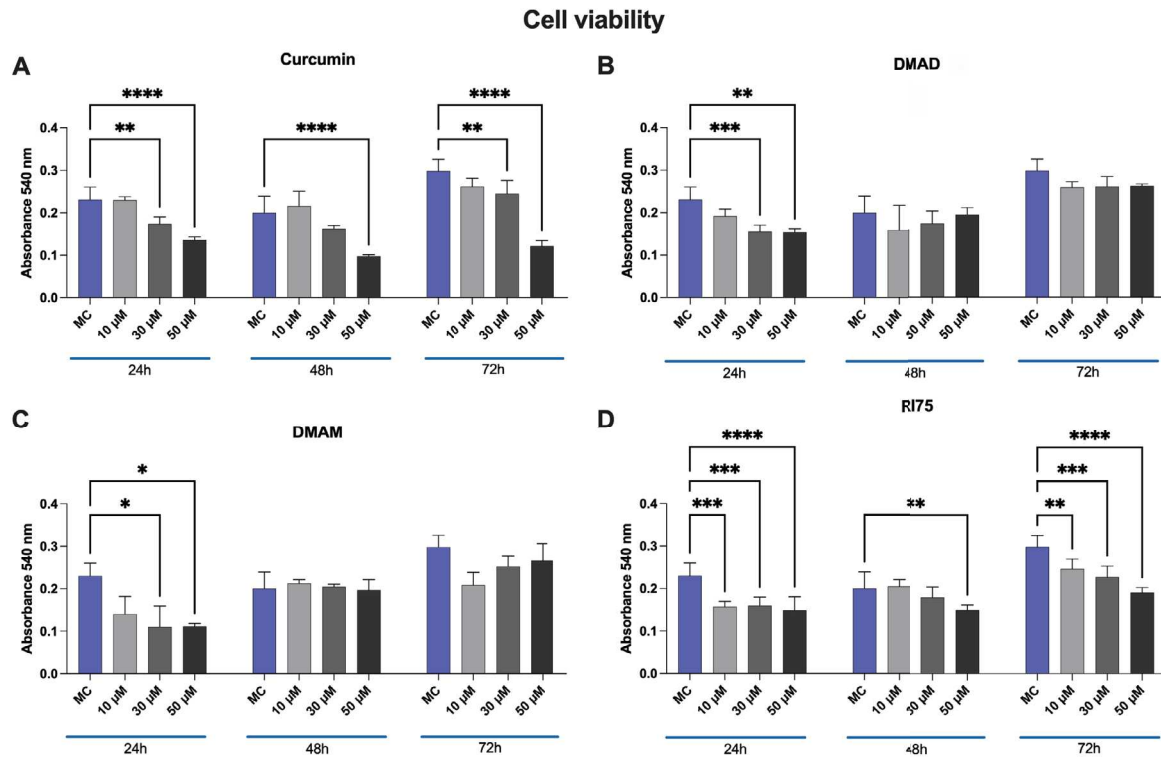 Cell viability
A
Curcumin
**** **** ****
** **
Absorbance 540 nm
0.4
0.3
0.2
0.1
0.0
MC 10 µM 30 µM 50 µM MC 10 µM 30 µM 50 µM MC 10 µM 30 µM 50 µM
24h 48h 72h
B
DMAD
**
***
Absorbance 540 nm
0.4
0.3
0.2
0.1
0.0
MC 10 µM 30 µM 50 µM MC 10 µM 30 µM 50 µM MC 10 µM 30 µM 50 µM
24h 48h 72h
C
DMAM
*
*
Absorbance 540 nm
0.4
0.3
0.2
0.1
0.0
MC 10 µM 30 µM 50 µM MC 10 µM 30 µM 50 µM MC 10 µM 30 µM 50 µM
24h 48h 72h
D
RI75
**** ****
*** ***
*** ** **
Absorbance 540 nm
0.4
0.3
0.2
0.1
0.0
MC 10 µM 30 µM 50 µM MC 10 µM 30 µM 50 µM MC 10 µM 30 µM 50 µM
24h 48h 72h